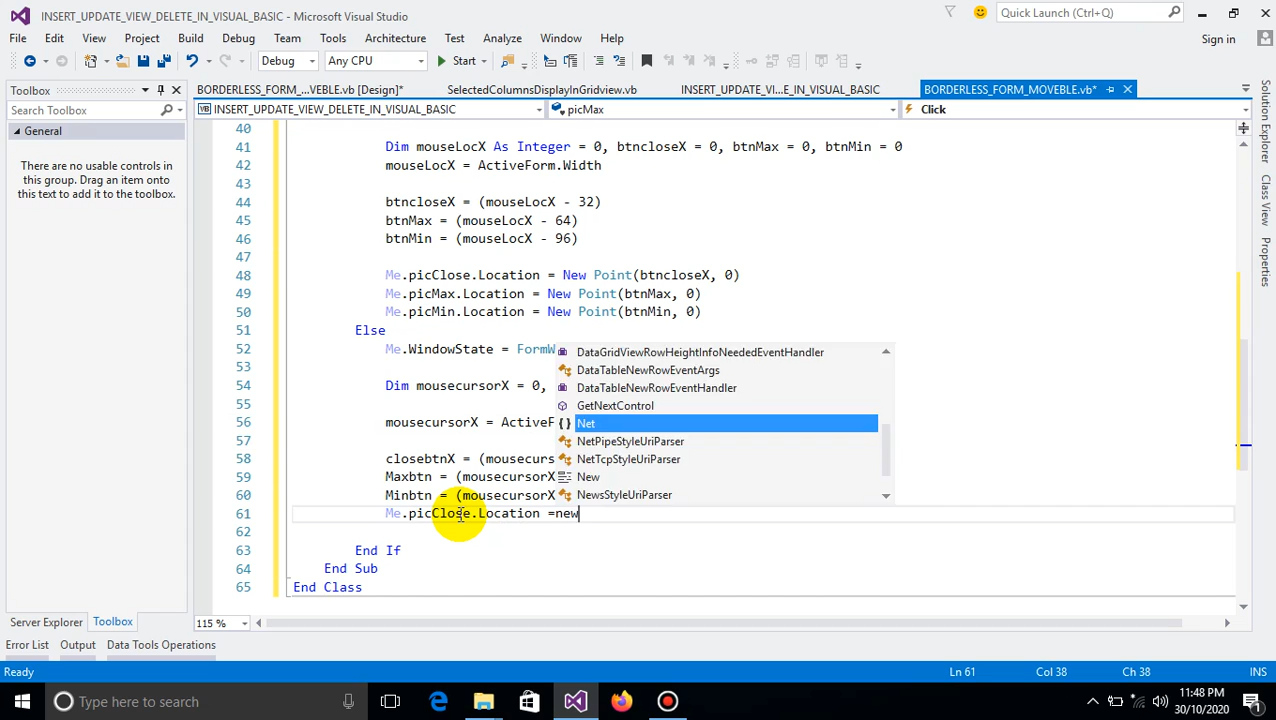 INSERT_UPDATE_VIEW_DELETE_IN_VISUAL_BASIC - Microsoft Visual Studio
Quick Launch (Ctrl+Q)
File Edit View Project Build Debug Team Tools Architecture Test Analyze Window Help
Sign in
Debug Any CPU Start
Toolbox
BORDERLESS_FORM_...VEBLE.vb [Design]* SelectedColumnsDisplayInGridview.vb INSERT_UPDATE_VI...E_IN_VISUAL_BASIC BORDERLESS_FORM_MOVEBLE.vb*
Search Toolbox
INSERT_UPDATE_VIEW_DELETE_IN_VISUAL_BASIC picMax Click
General
There are no usable controls in
this group. Drag an item onto
this text to add it to the toolbox.
40
41 Dim mouseLocX As Integer = 0, btncloseX = 0, btnMax = 0, btnMin = 0
42 mouseLocX = ActiveForm.Width
43
44 btncloseX = (mouseLocX - 32)
45 btnMax = (mouseLocX - 64)
46 btnMin = (mouseLocX - 96)
47
48 Me.picClose.Location = New Point(btncloseX, 0)
49 Me.picMax.Location = New Point(btnMax, 0)
50 Me.picMin.Location = New Point(btnMin, 0)
51 Else
52 Me.WindowState = FormW
53
54 Dim mousecursorX = 0,
55
56 mousecursorX = ActiveF
57
58 closebtnX = (mousecurs
59 Maxbtn = (mousecursorX
60 Minbtn = (mousecursorX
61 Me.picClose.Location =new
62
63 End If
64 End Sub
65 End Class
DataGridViewRowHeightInfoNeededEventHandler
DataTableNewRowEventArgs
DataTableNewRowEventHandler
GetNextControl
Net
NetPipeStyleUriParser
NetTcpStyleUriParser
New
NewsStyleUriParser
Solution Explorer
Class View
Properties
Server Explorer Toolbox
115 %
Error List Output Data Tools Operations
Ready Ln 61 Col 38 Ch 38 INS
Type here to search
11:48 PM
30/10/2020